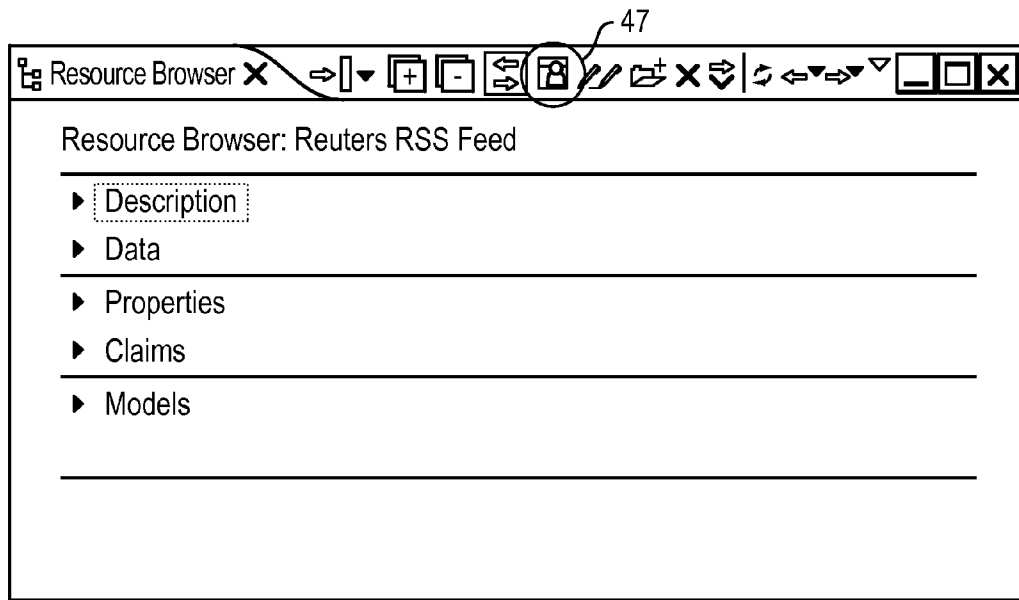 47
Resource Browser
Resource Browser: Reuters RSS Feed
Description
Data
Properties
Claims
Models